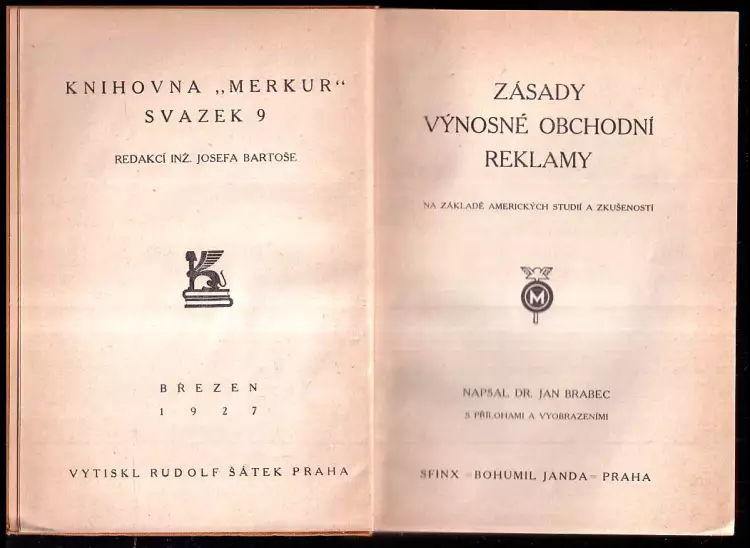 KNIHOVNA „MERKUR“
SVAZEK 9
REDAKCÍ INŽ. JOSEFA BARTOŠE
BŘEZEN
1927
VYTISKL RUDOLF ŠÁTEK PRAHA
ZÁSADY
VÝNOSNÉ OBCHODNÍ
REKLAMY
NA ZÁKLADĚ AMERICKÝCH STUDIÍ A ZKUŠENOSTÍ
M
NAPSAL DR. JAN BRABEC
S PŘÍLOHAMI A VYOBRAZENÍMI
SFINX =BOHUMIL JANDA= PRAHA